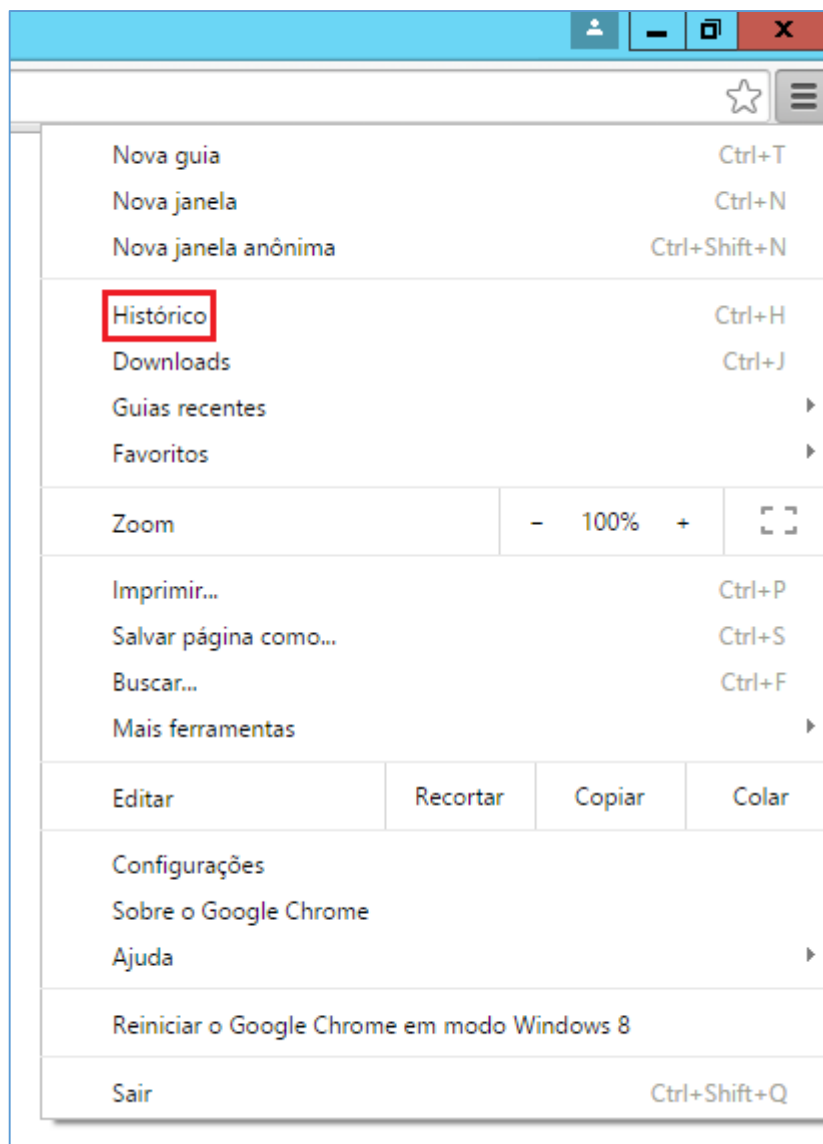 Nova guia Ctrl+T
Nova janela Ctrl+N
Nova janela anônima Ctrl+Shift+N
Histórico Ctrl+H
Downloads Ctrl+J
Guias recentes
Favoritos
Zoom - 100% +
Imprimir... Ctrl+P
Salvar página como... Ctrl+S
Buscar... Ctrl+F
Mais ferramentas
Editar Recortar Copiar Colar
Configurações
Sobre o Google Chrome
Ajuda
Reiniciar o Google Chrome em modo Windows 8
Sair Ctrl+Shift+Q